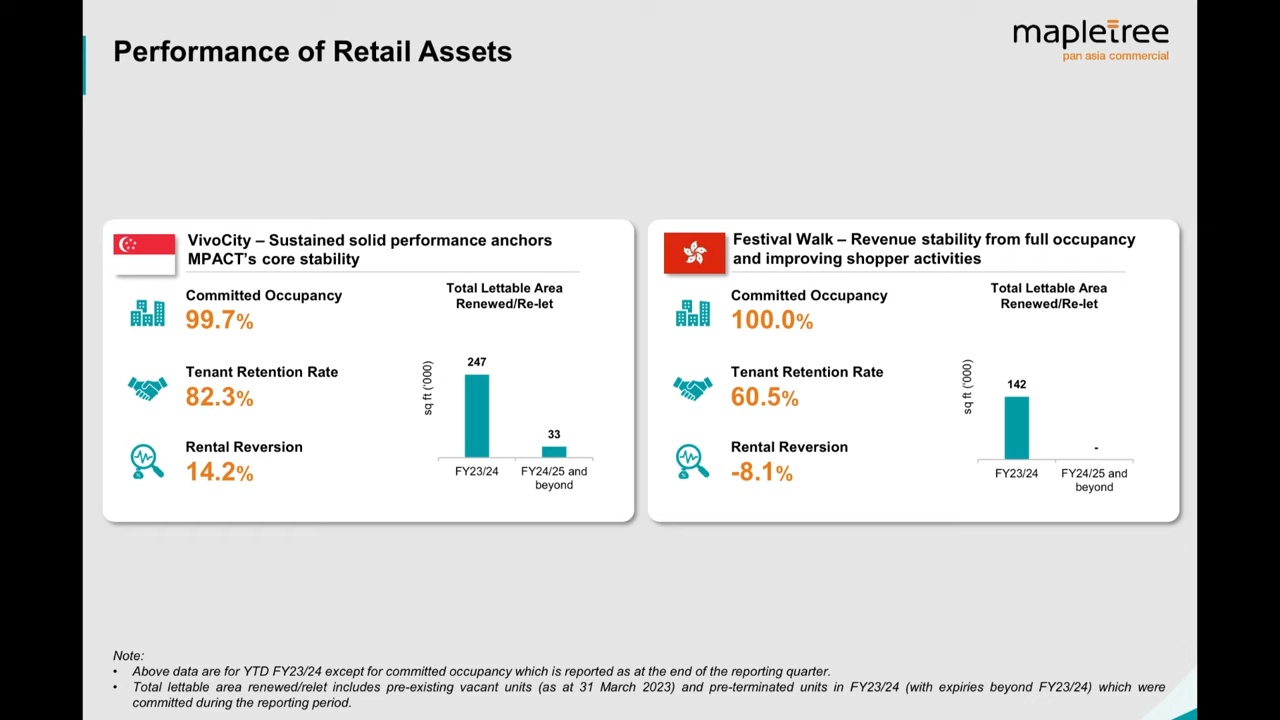 Performance of Retail Assets
mapletree
pan asia commercial
VivoCity – Sustained solid performance anchors
MPACT's core stability
Committed Occupancy
99.7%
Tenant Retention Rate
82.3%
Rental Reversion
14.2%
Total Lettable Area
Renewed/Re-let
sq ft ('000)
247
33
FY23/24
FY24/25 and
beyond
Festival Walk – Revenue stability from full occupancy
and improving shopper activities
Committed Occupancy
100.0%
Tenant Retention Rate
60.5%
Rental Reversion
-8.1%
Total Lettable Area
Renewed/Re-let
sq ft ('000)
142
-
FY23/24
FY24/25 and
beyond
Note:
• Above data are for YTD FY23/24 except for committed occupancy which is reported as at the end of the reporting quarter.
• Total lettable area renewed/relet includes pre-existing vacant units (as at 31 March 2023) and pre-terminated units in FY23/24 (with expiries beyond FY23/24) which were
committed during the reporting period.